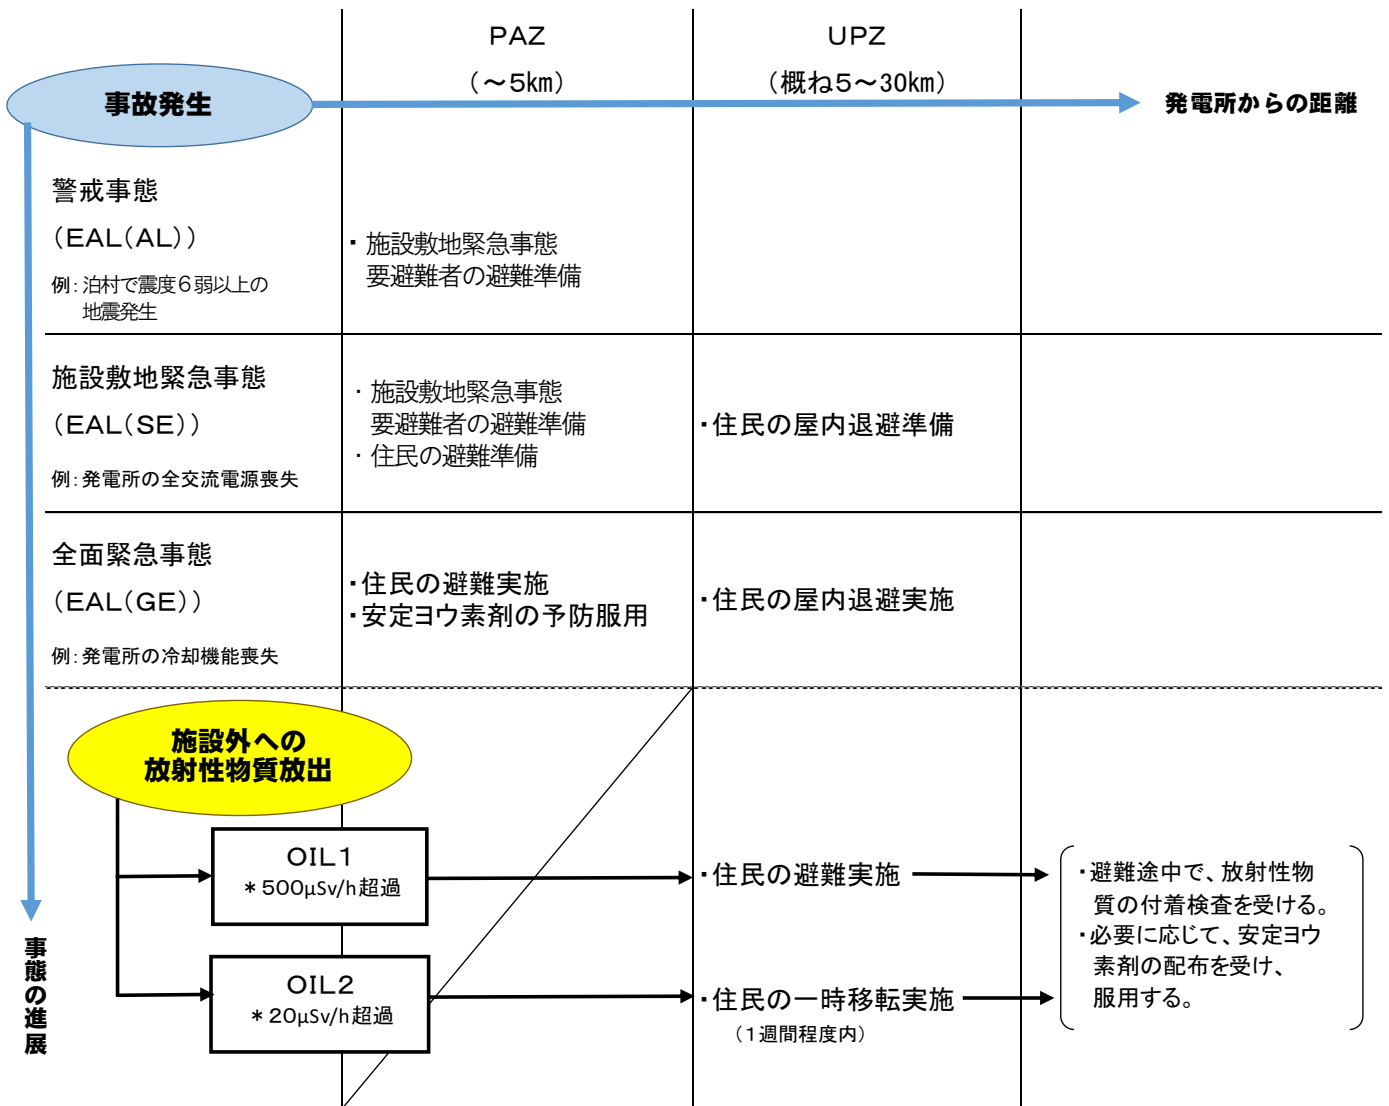 PAZ
(～5km)
UPZ
(概ね5～30km)
事故発生
発電所からの距離
警戒事態
(EAL(AL))
例：泊村で震度6弱以上の
地震発生
・施設敷地緊急事態
要避難者の避難準備
施設敷地緊急事態
(EAL(SE))
例：発電所の全交流電源喪失
・施設敷地緊急事態
要避難者の避難準備
・住民の避難準備
・住民の屋内退避準備
全面緊急事態
(EAL(GE))
例：発電所の冷却機能喪失
・住民の避難実施
・安定ヨウ素剤の予防服用
・住民の屋内退避実施
施設外への
放射性物質放出
OIL1
＊500μSv/h超過
・住民の避難実施
・避難途中で、放射性物
質の付着検査を受ける。
・必要に応じて、安定ヨウ
素剤の配布を受け、
服用する。
OIL2
＊20μSv/h超過
・住民の一時移転実施
(1週間程度内)
事態の進展